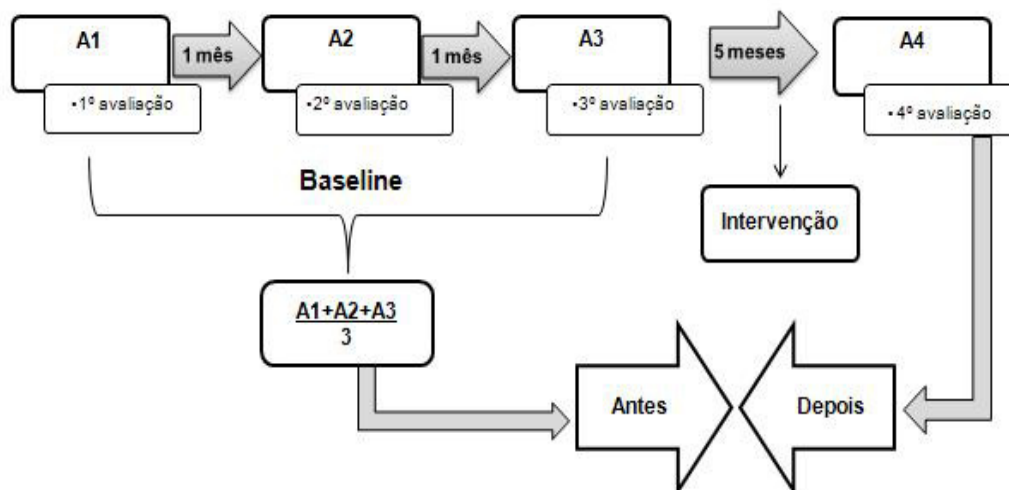 A1
1 mês
A2
1 mês
A3
5 meses
A4
•1º avaliação
•2º avaliação
•3º avaliação
• 4º avaliação
Baseline
Intervenção
A1+A2+A3
3
Antes
Depois